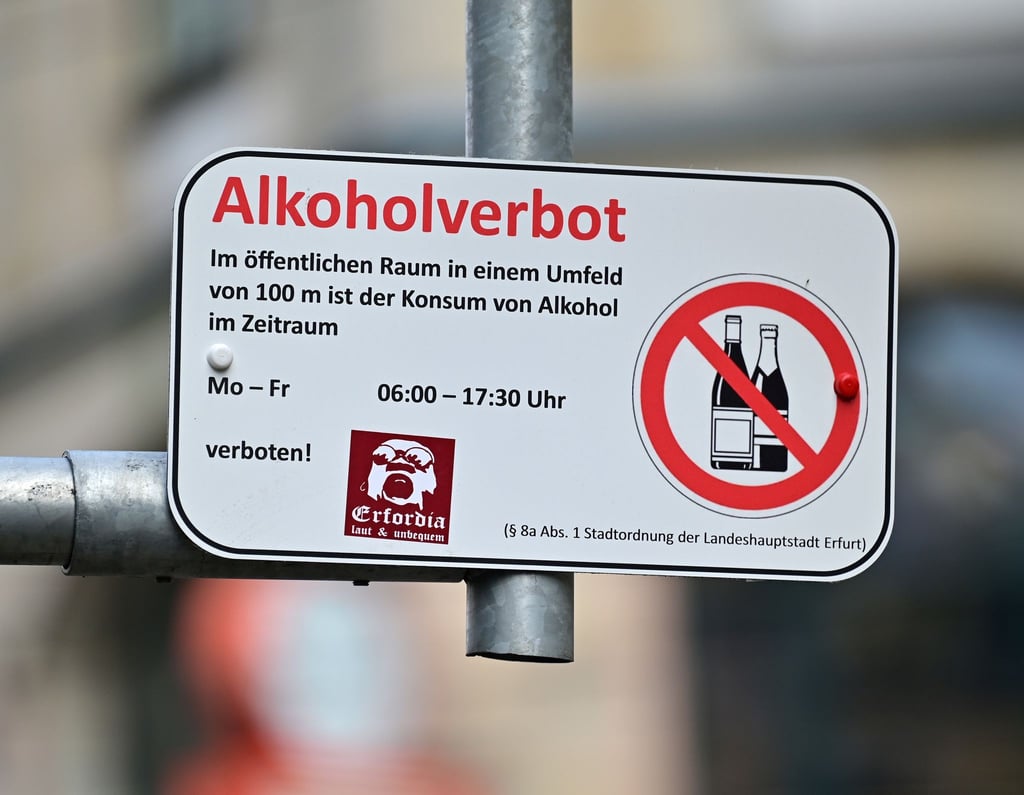 Alkoholverbot
Im öffentlichen Raum in einem Umfeld
von 100 m ist der Konsum von Alkohol
im Zeitraum
Mo – Fr 06:00 – 17:30 Uhr
verboten!
Erfordia
laut & unbequem
(§ 8a Abs. 1 Stadtordnung der Landeshauptstadt Erfurt)